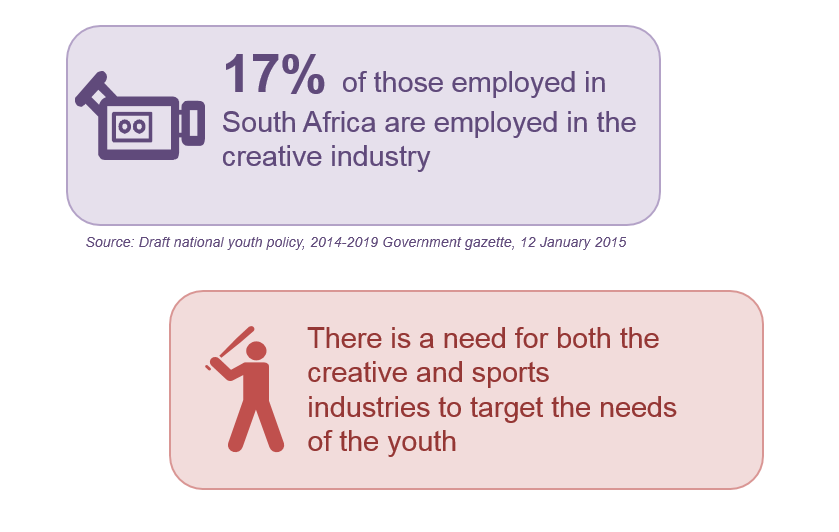 17% of those employed in
South Africa are employed in the
creative industry
Source: Draft national youth policy, 2014-2019 Government gazette, 12 January 2015
There is a need for both the
creative and sports
industries to target the needs
of the youth